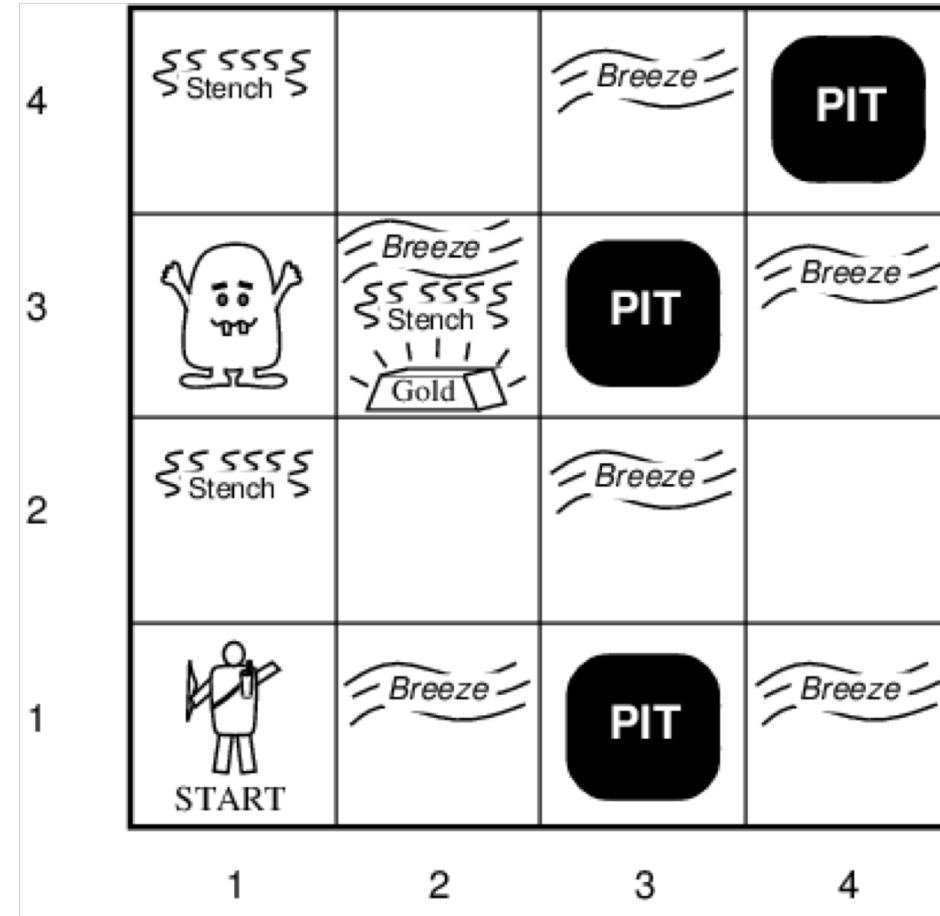 4
Stench
Breeze
PIT
3
Breeze
Stench
Gold
PIT
Breeze
2
Stench
Breeze
1
START
Breeze
PIT
Breeze
1 2 3 4